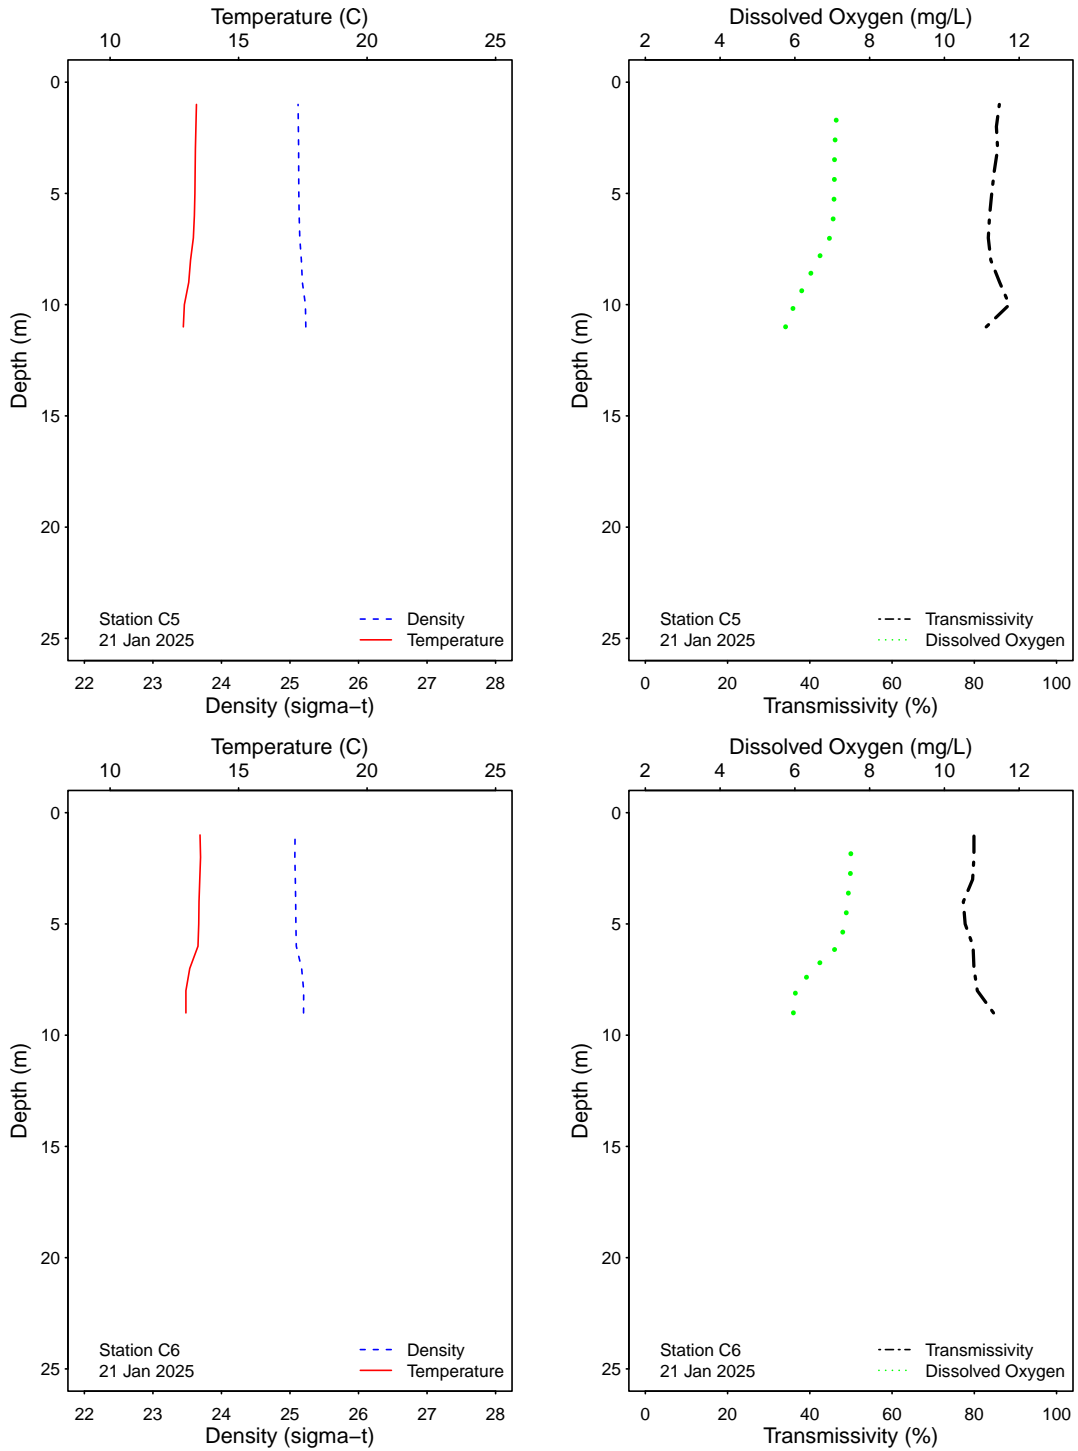 Temperature (C)
10 15 20 25
0
5
10
15
20
25
Depth (m)
Station C5
21 Jan 2025
Density
Temperature
22 23 24 25 26 27 28
Density (sigma−t)
Dissolved Oxygen (mg/L)
2 4 6 8 10 12
0
5
10
15
20
25
Depth (m)
Station C5
21 Jan 2025
Transmissivity
Dissolved Oxygen
0 20 40 60 80 100
Transmissivity (%)
Temperature (C)
10 15 20 25
0
5
10
15
20
25
Depth (m)
Station C6
21 Jan 2025
Density
Temperature
22 23 24 25 26 27 28
Density (sigma−t)
Dissolved Oxygen (mg/L)
2 4 6 8 10 12
0
5
10
15
20
25
Depth (m)
Station C6
21 Jan 2025
Transmissivity
Dissolved Oxygen
0 20 40 60 80 100
Transmissivity (%)